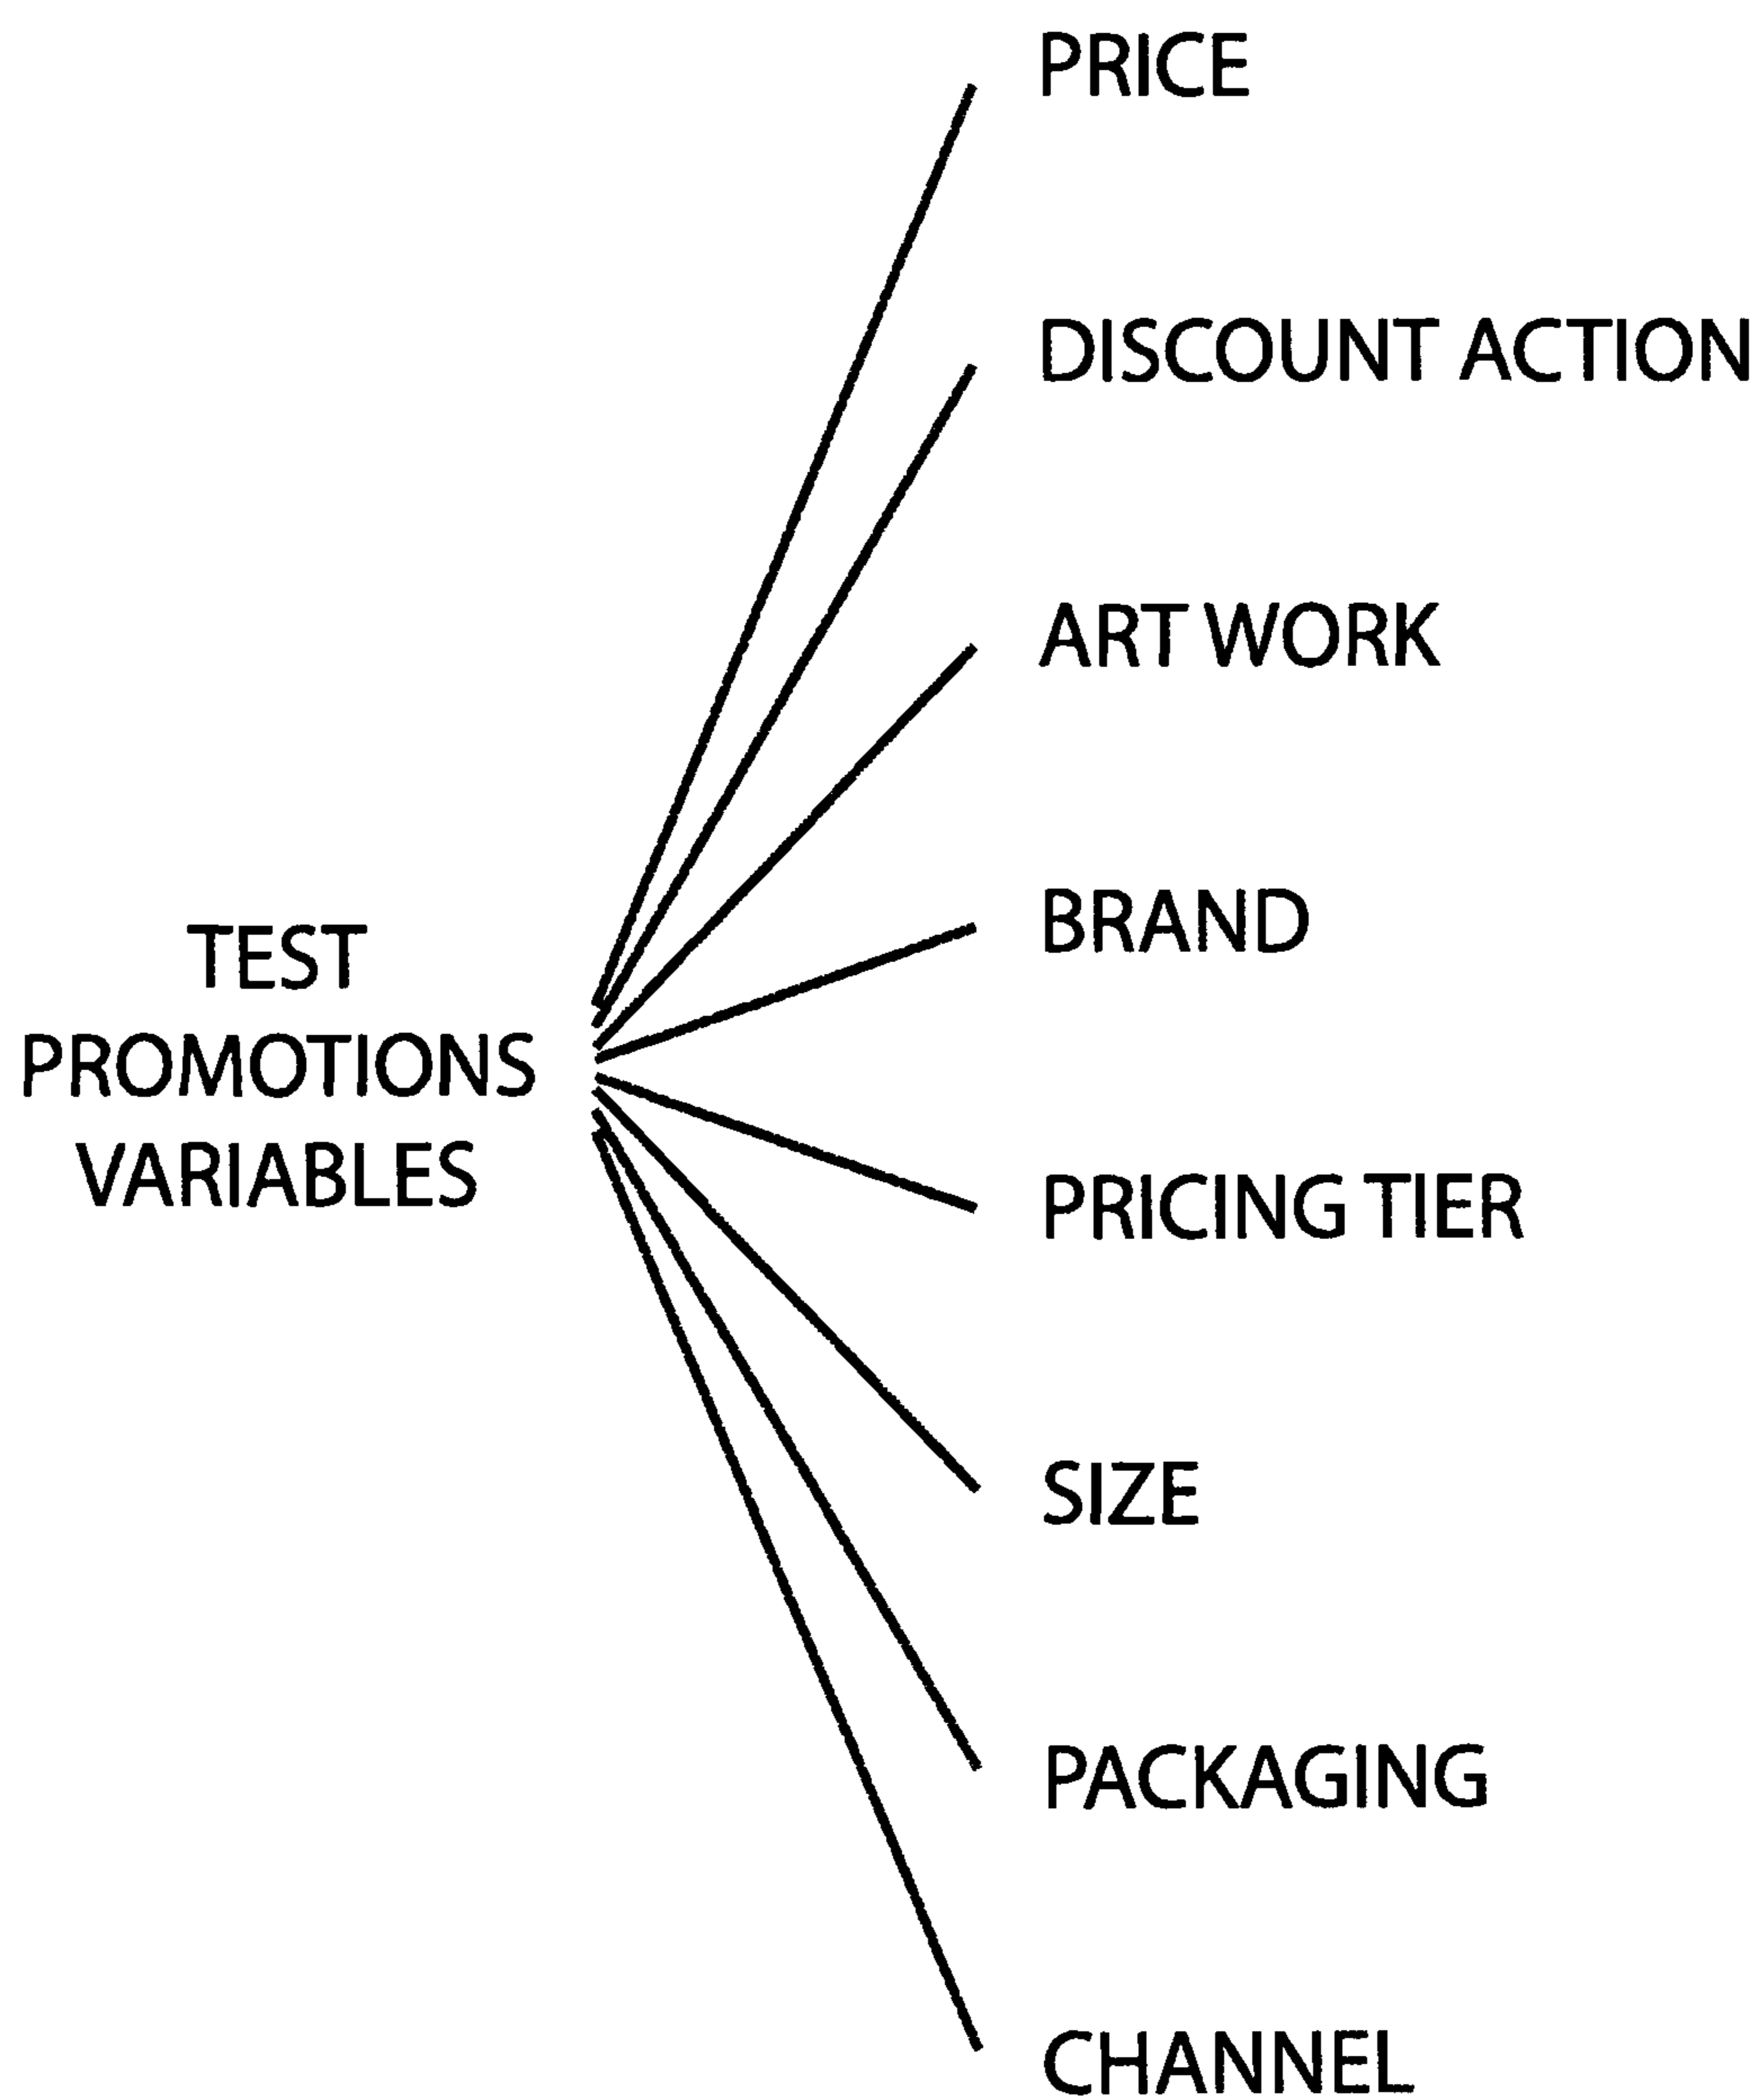 PRICE
DISCOUNT ACTION
ART WORK
BRAND
TEST
PROMOTIONS
VARIABLES
PRICING TIER
SIZE
PACKAGING
CHANNEL